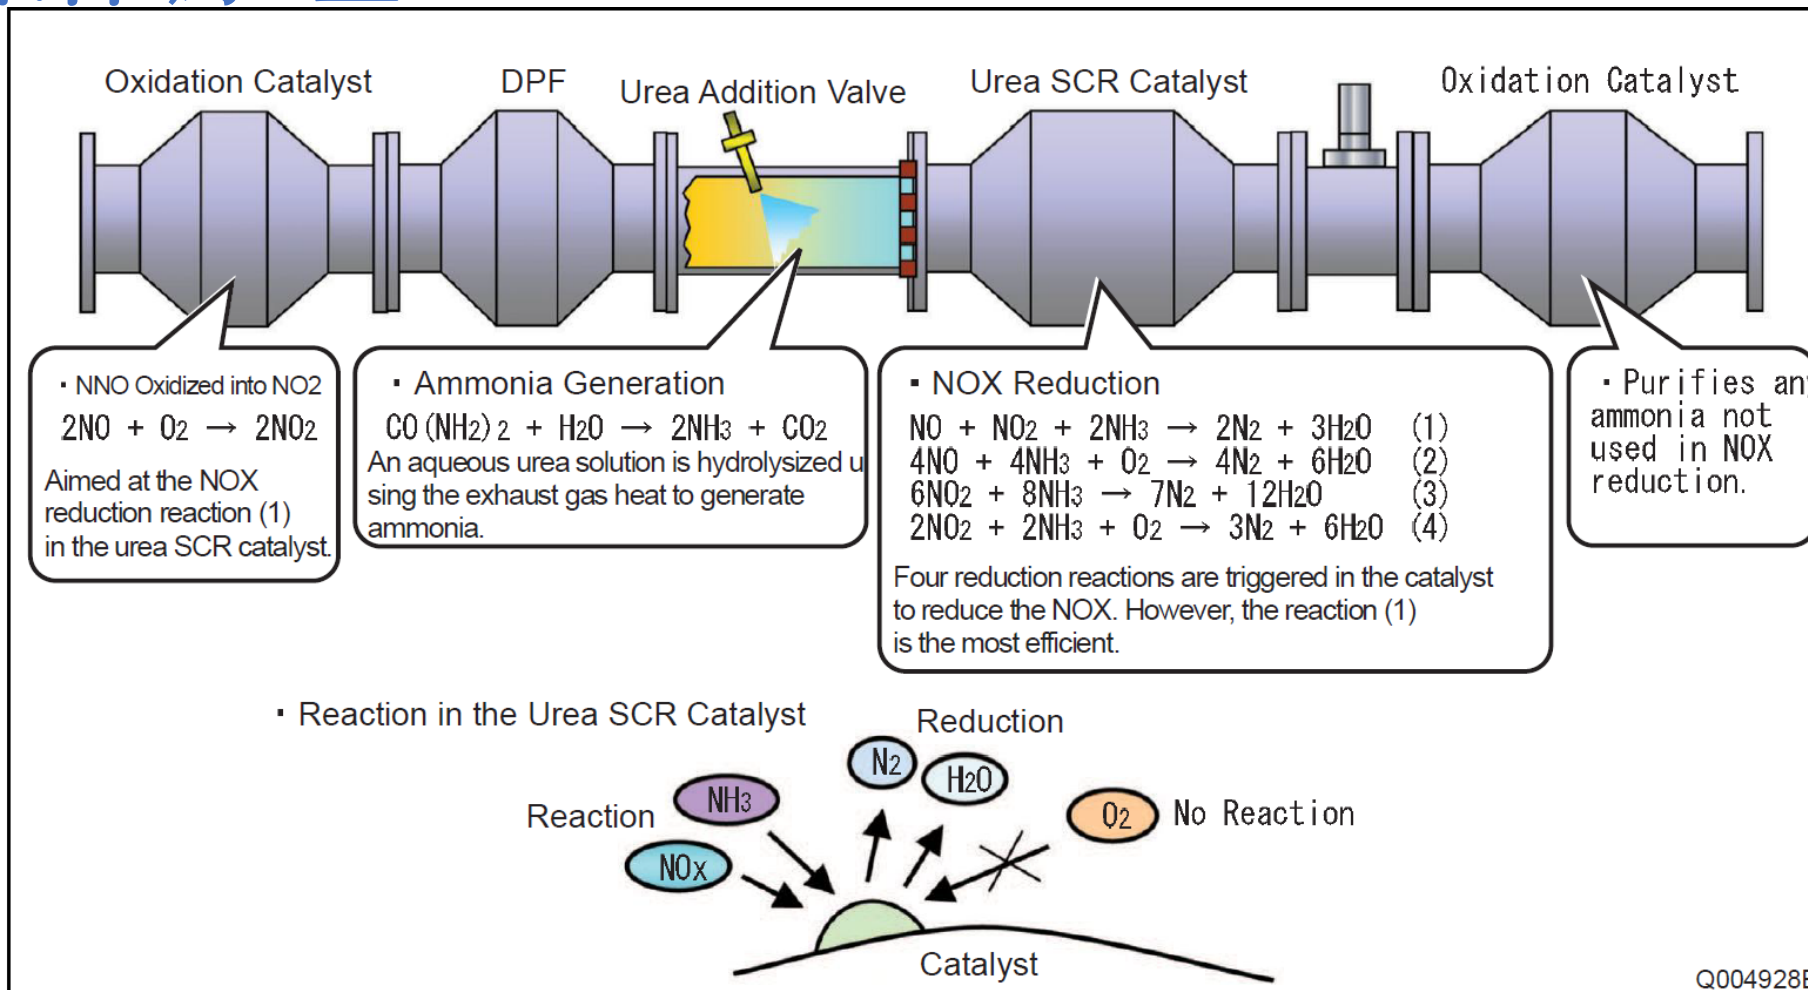 Oxidation Catalyst
DPF
Urea Addition Valve
Urea SCR Catalyst
Oxidation Catalyst
・NNO Oxidized into NO2
2NO + O2 → 2NO2
Aimed at the NOX
reduction reaction (1)
in the urea SCR catalyst.
・Ammonia Generation
CO(NH2)2 + H2O → 2NH3 + CO2
An aqueous urea solution is hydrolysized u
sing the exhaust gas heat to generate
ammonia.
・NOX Reduction
NO + NO2 + 2NH3 → 2N2 + 3H2O (1)
4NO + 4NH3 + O2 → 4N2 + 6H2O (2)
6NO2 + 8NH3 → 7N2 + 12H2O (3)
2NO2 + 2NH3 + O2 → 3N2 + 6H2O (4)
Four reduction reactions are triggered in the catalyst
to reduce the NOX. However, the reaction (1)
is the most efficient.
・Purifies any
ammonia not
used in NOX
reduction.
・Reaction in the Urea SCR Catalyst
Reduction
N2
H2O
NH3
Reaction
NOx
O2
No Reaction
Catalyst
Q004928E